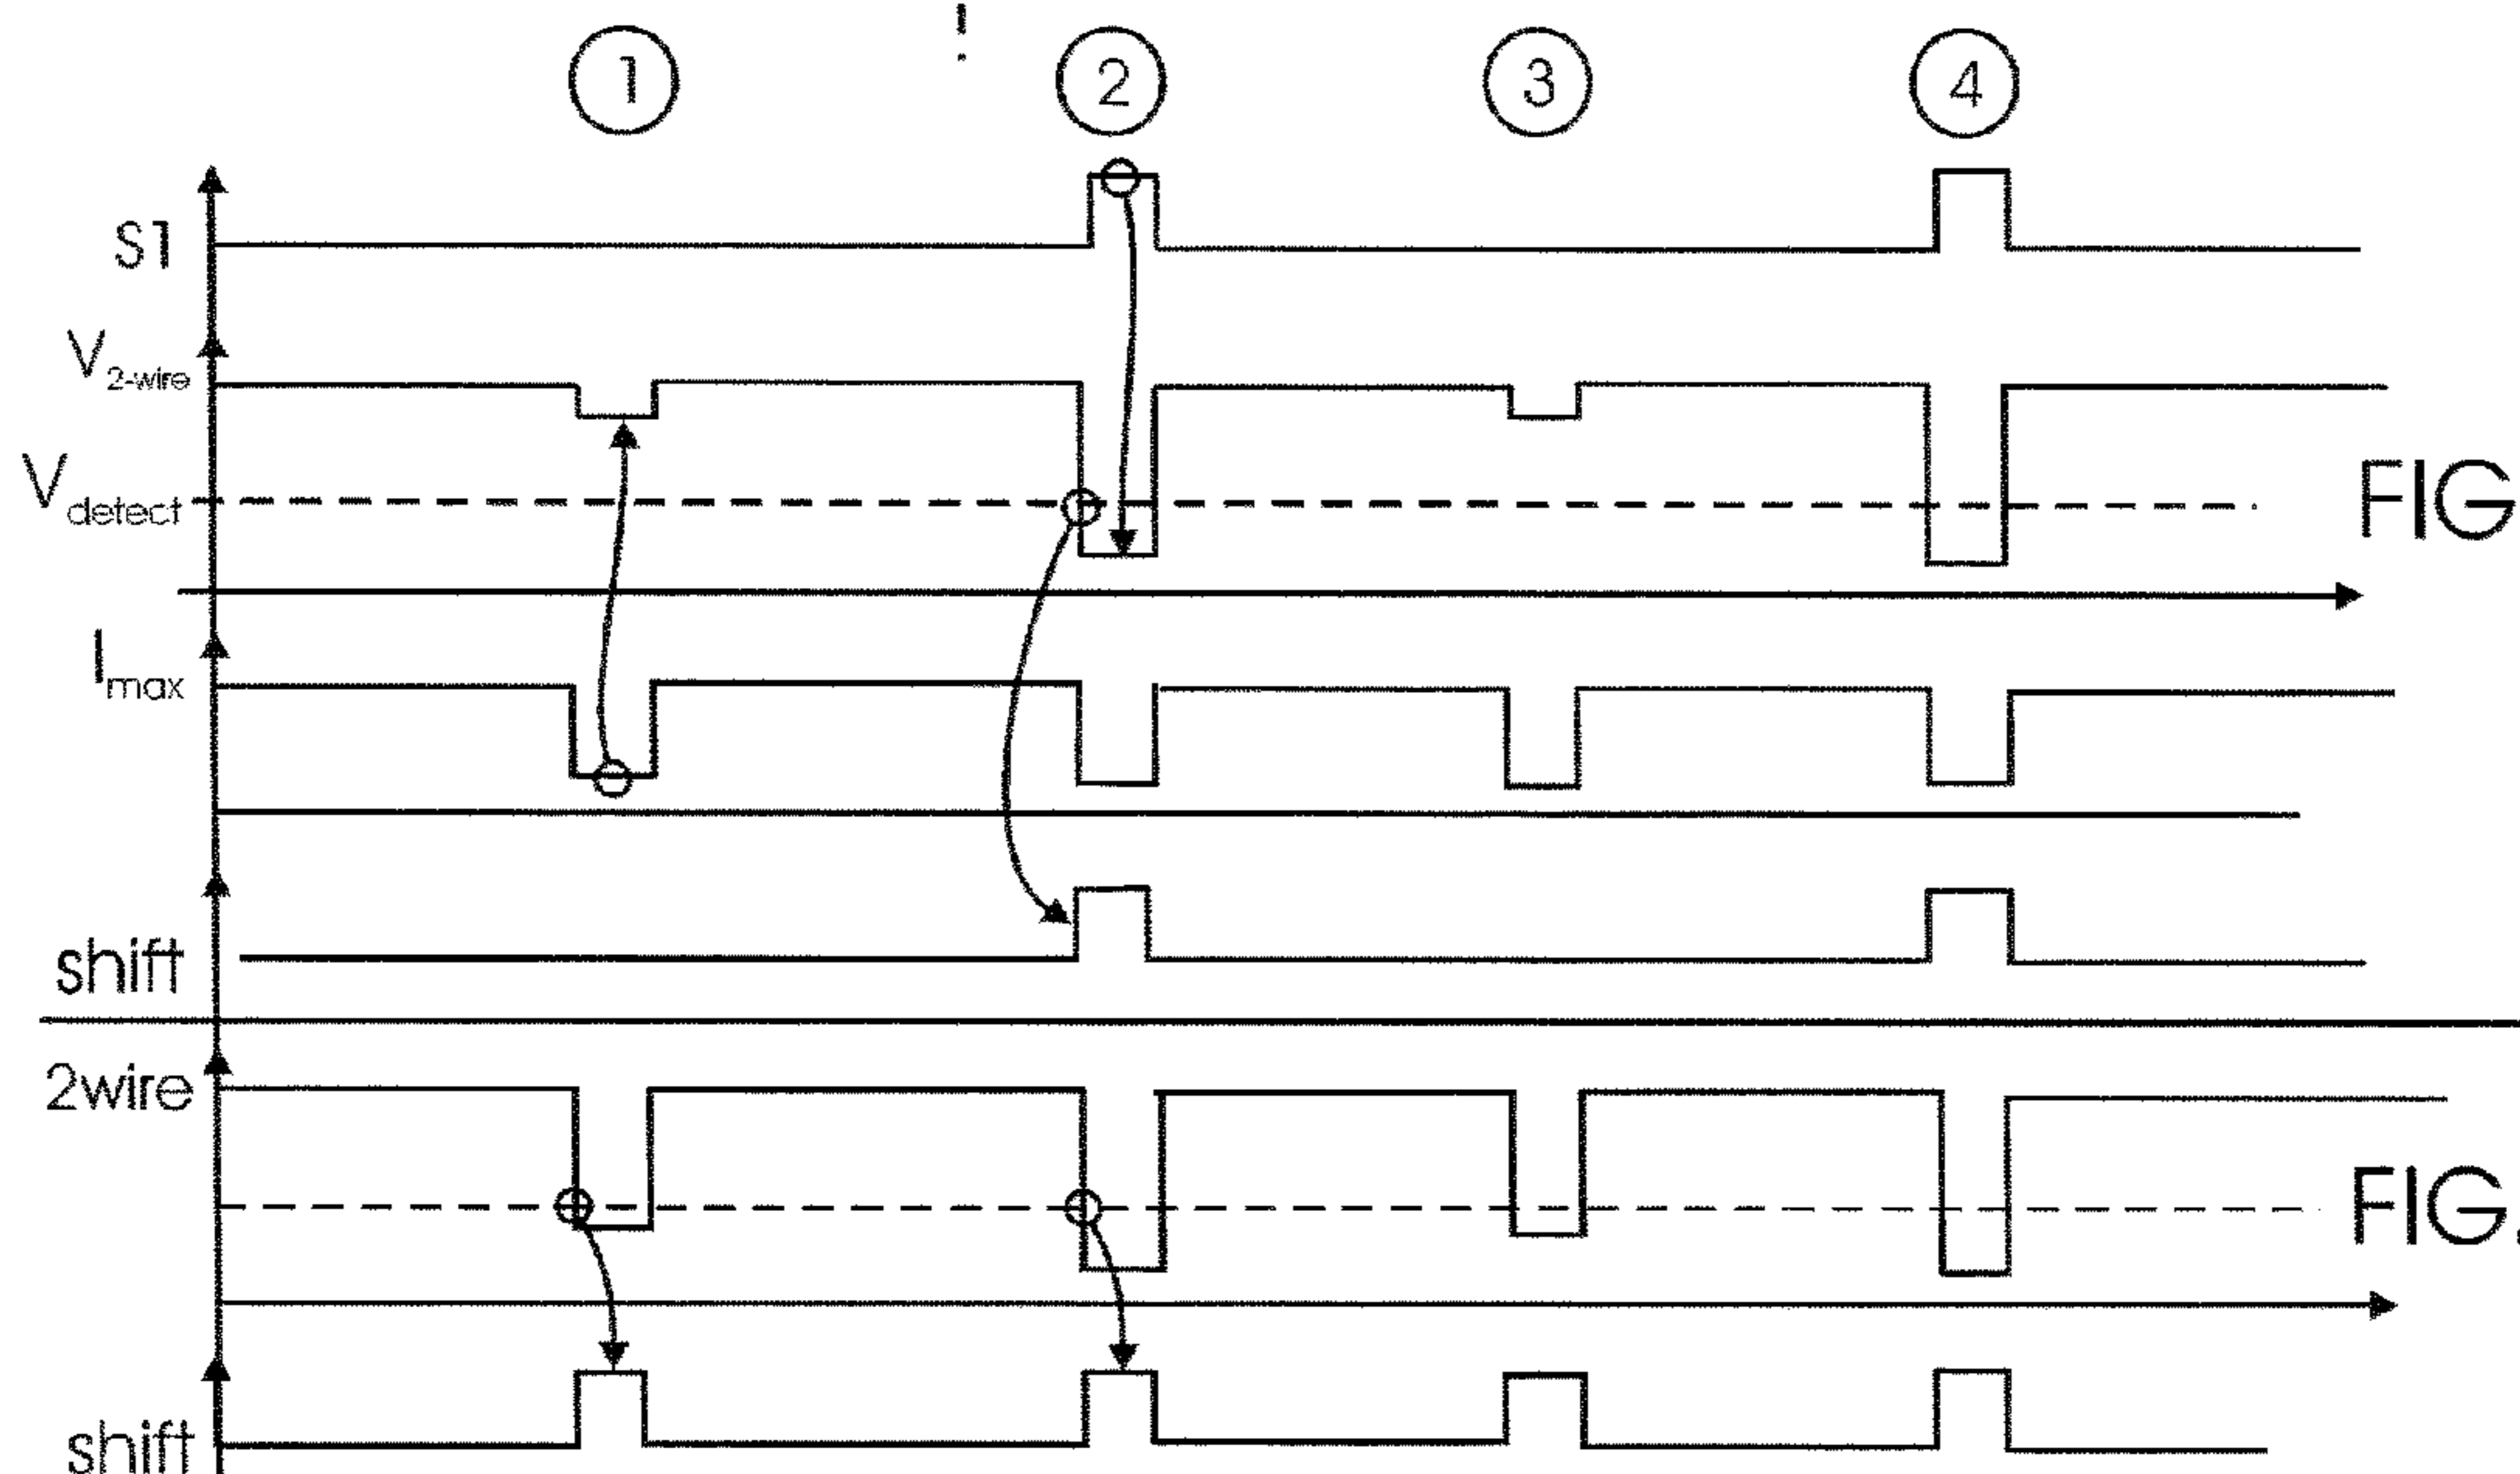 1 2 3 4
S1
V2-wire
Vdetect
FIG
Imax
shift
2wire
FIG.
shift